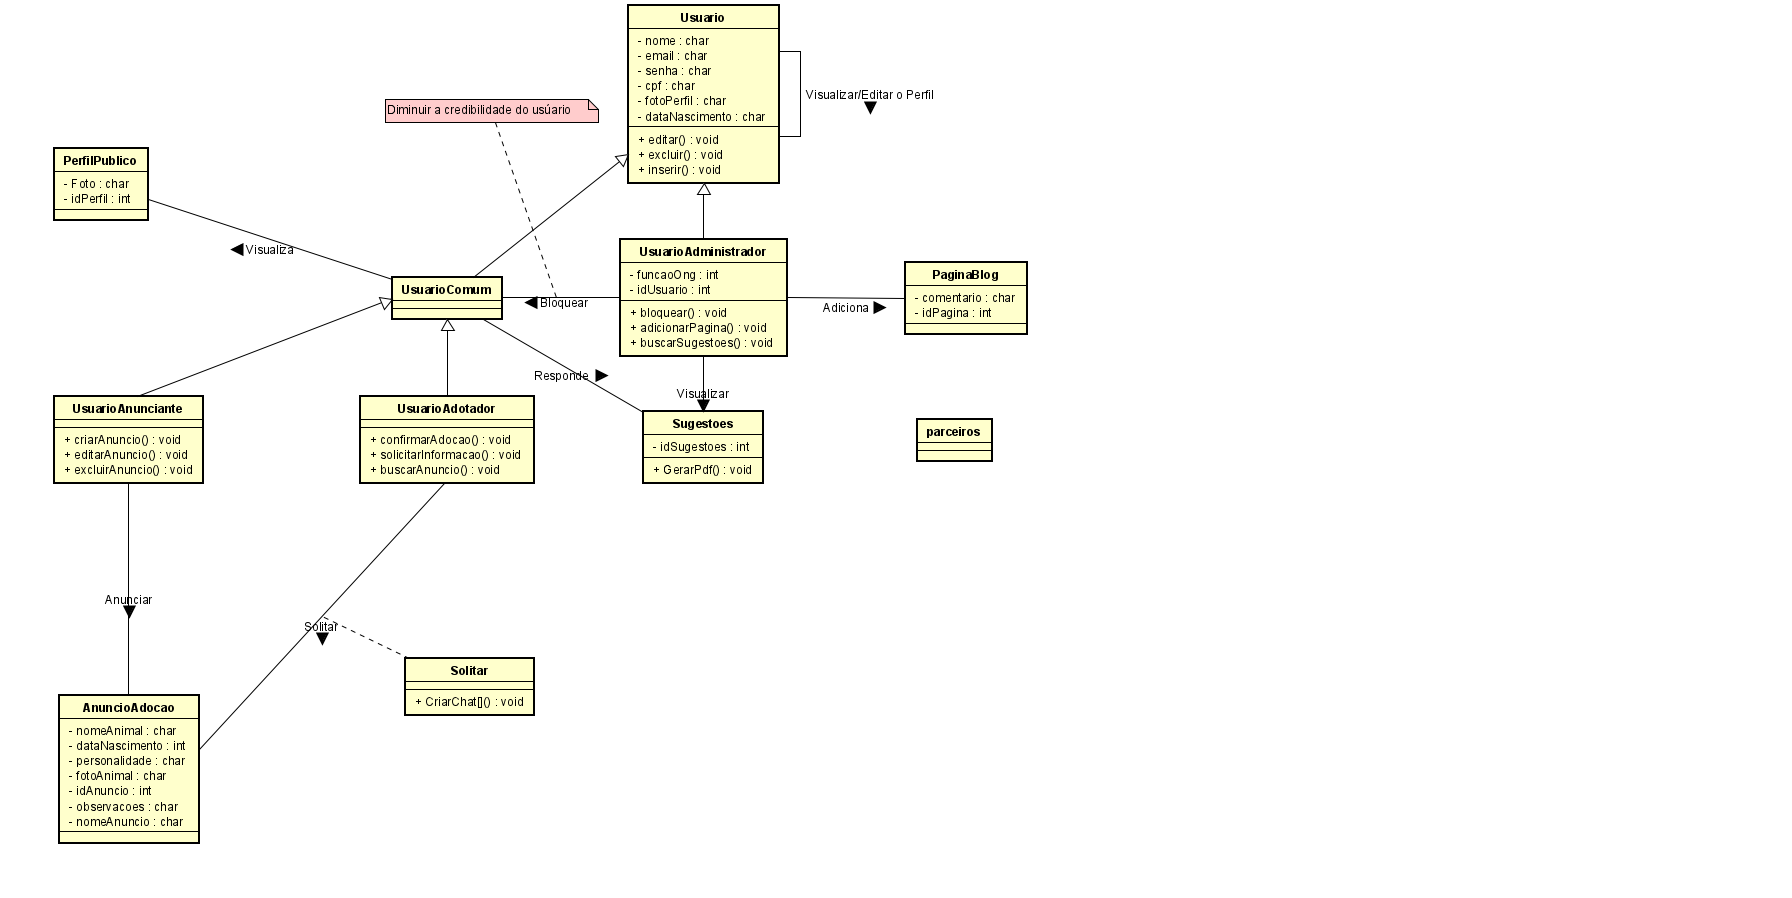 Usuario
- nome : char
- email : char
- senha : char
- cpf : char
- fotoPerfil : char
- dataNascimento : char
+ editar() : void
+ excluir() : void
+ inserir() : void
Visualizar/Editar o Perfil
Diminuir a credibilidade do usúario
PerfilPublico
- Foto : char
- idPerfil : int
Visualiza
UsuarioComum
Bloquear
UsuarioAdministrador
- funcaoOng : int
- idUsuario : int
+ bloquear() : void
+ adicionarPagina() : void
+ buscarSugestoes() : void
Adiciona
PaginaBlog
- comentario : char
- idPagina : int
Responde
Visualizar
UsuarioAnunciante
+ criarAnuncio() : void
+ editarAnuncio() : void
+ excluirAnuncio() : void
UsuarioAdotador
+ confirmarAdocao() : void
+ solicitarInformacao() : void
+ buscarAnuncio() : void
Sugestoes
- idSugestoes : int
+ GerarPdf() : void
parceiros
Anunciar
Solitar
Solitar
+ CriarChat[]() : void
AnuncioAdocao
- nomeAnimal : char
- dataNascimento : int
- personalidade : char
- fotoAnimal : char
- idAnuncio : int
- observacoes : char
- nomeAnuncio : char